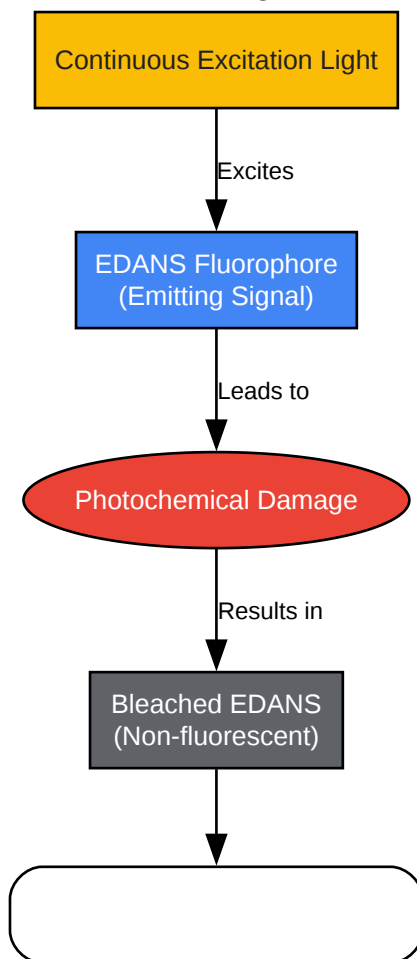 Continuous Excitation Light
Excites
EDANS Fluorophore
(Emitting Signal)
Leads to
Photochemical Damage
Results in
Bleached EDANS
(Non-fluorescent)